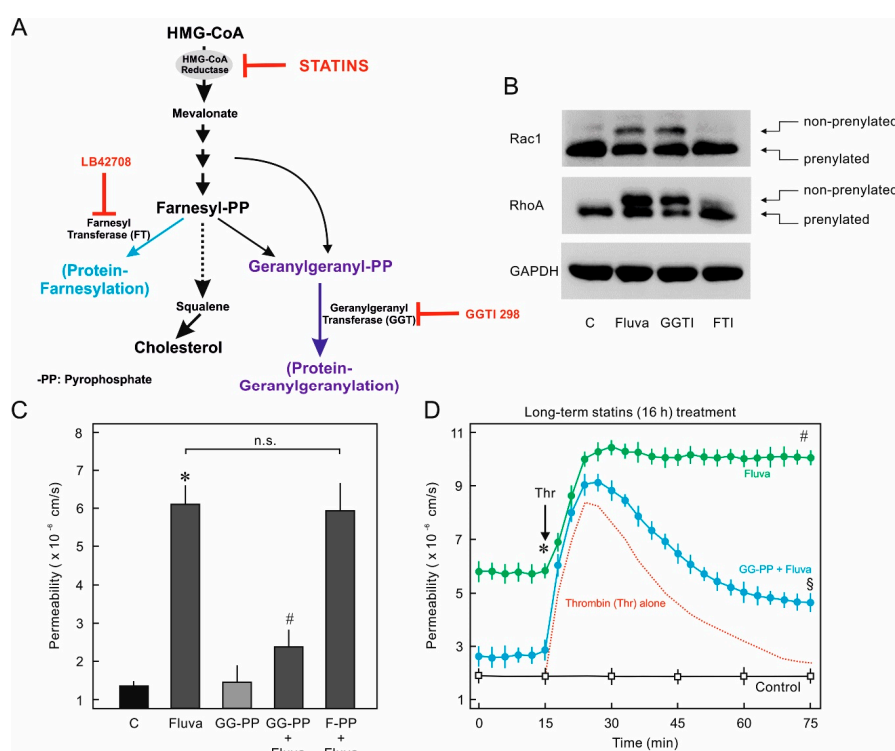 A
HMG-CoA
HMG-CoA
Reductase
STATINS
Mevalonate
LB42708
Farnesyl-PP
Farnesyl
Transferase (FT)
(Protein-
Farnesylation)
Geranylgeranyl-PP
Squalene
Geranylgeranyl
Transferase (GGT)
GGTI 298
Cholesterol
(Protein-
Geranylgeranylation)
-PP: Pyrophosphate
B
Rac1
non-prenylated
prenylated
RhoA
non-prenylated
prenylated
GAPDH
C Fluva GGTI FTI
C
8
7
6
5
4
3
2
1
Permeability ( x 10⁻⁶ cm/s)
n.s.
*
#
C Fluva GG-PP GG-PP F-PP
+ +
Fluva Fluva
D
Long-term statins (16 h) treatment
11
9
7
5
3
1
Permeability ( x 10⁻⁶ cm/s)
#
Fluva
Thr
*
GG-PP + Fluva
§
Thrombin (Thr) alone
Control
0 15 30 45 60 75
Time (min)